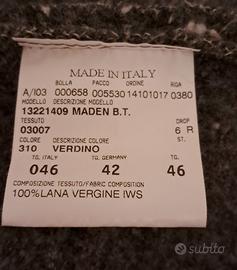 MADE IN ITALY
BOLLA PACCO ORDINE RIGA
A/I03 000658 005530 14101017 0380
MODELLO DESCRIZIONE MODELLO
13221409 MADEN B.T.
TESSUTO DROP
03007 6 R
COLORE DESCRIZIONE COLORE ST.
310 VERDINO
TG. ITALY TG. GERMANY TG.
046 42 46
COMPOSIZIONE TESSUTO/FABRIC COMPOSITION
100%LANA VERGINE IWS
subito